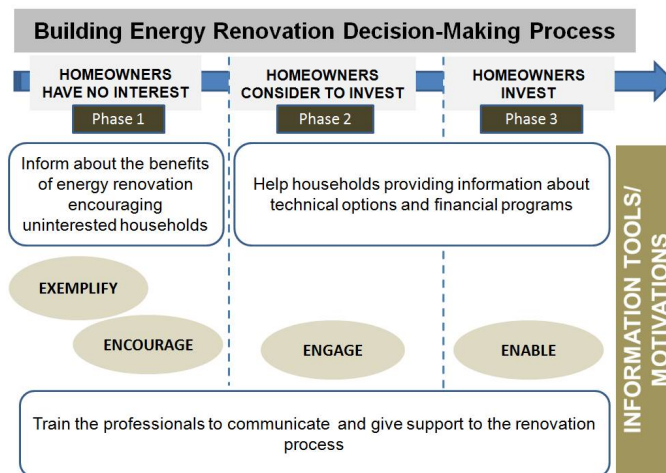 Building Energy Renovation Decision-Making Process
HOMEOWNERS
HAVE NO INTEREST
HOMEOWNERS
CONSIDER TO INVEST
HOMEOWNERS
INVEST
Phase 1
Phase 2
Phase 3
Inform about the benefits
of energy renovation
encouraging
uninterested households
Help households providing information about
technical options and financial programs
EXEMPLIFY
ENCOURAGE
ENGAGE
ENABLE
Train the professionals to communicate and give support to the renovation
process
INFORMATION TOOLS/
MOTIVATIONS